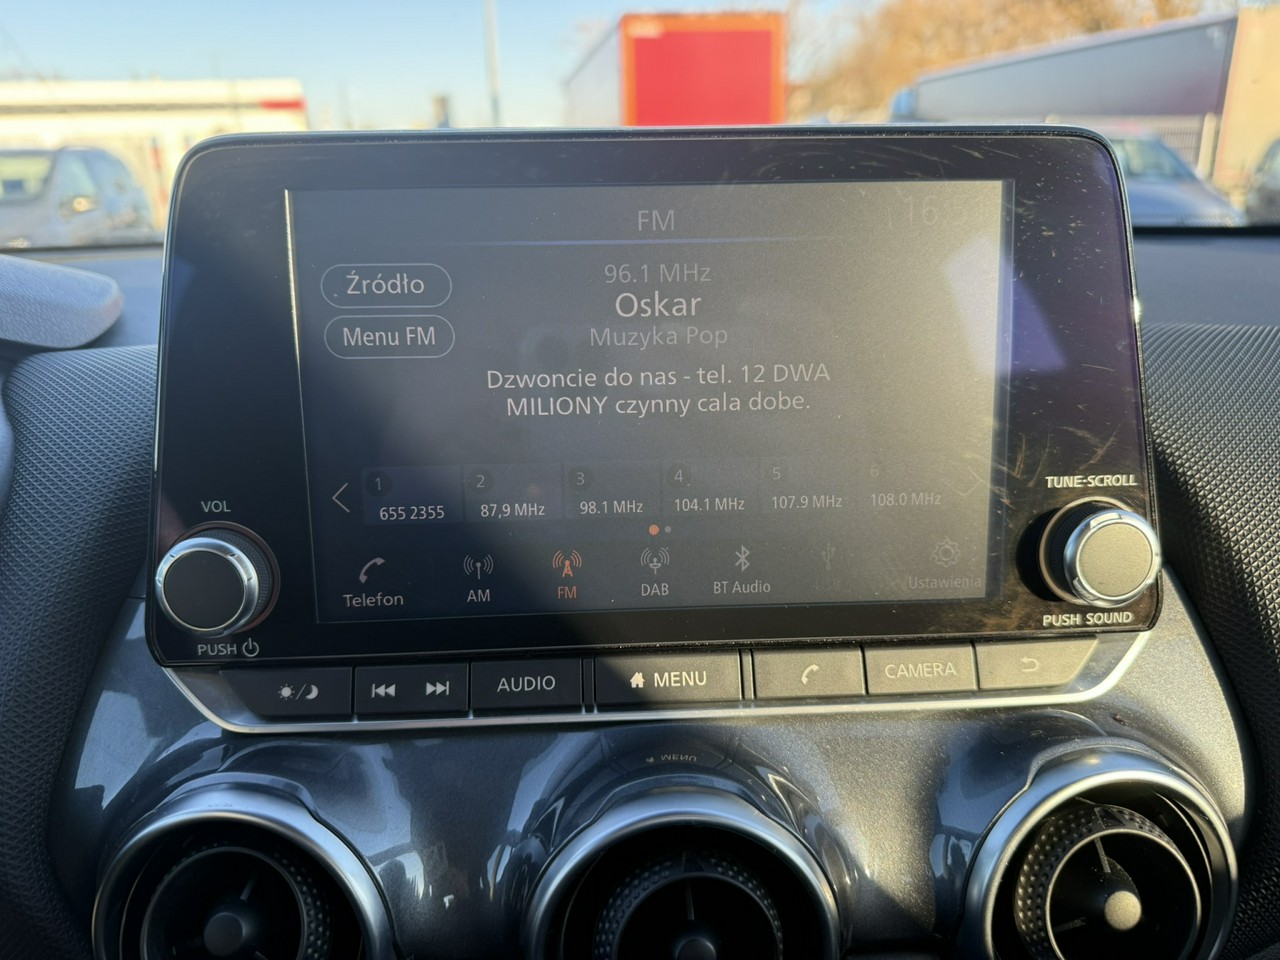 FM
96.1 MHz
Źródło
Oskar
Menu FM
Muzyka Pop
Dzwoncie do nas - tel. 12 DWA
MILIONY czynny cala dobe.
1 2 3 4 5 6
655 2355 87,9 MHz 98.1 MHz 104.1 MHz 107.9 MHz 108.0 MHz
Telefon AM FM DAB BT Audio Ustawienia
VOL
PUSH
TUNE·SCROLL
PUSH SOUND
AUDIO MENU CAMERA